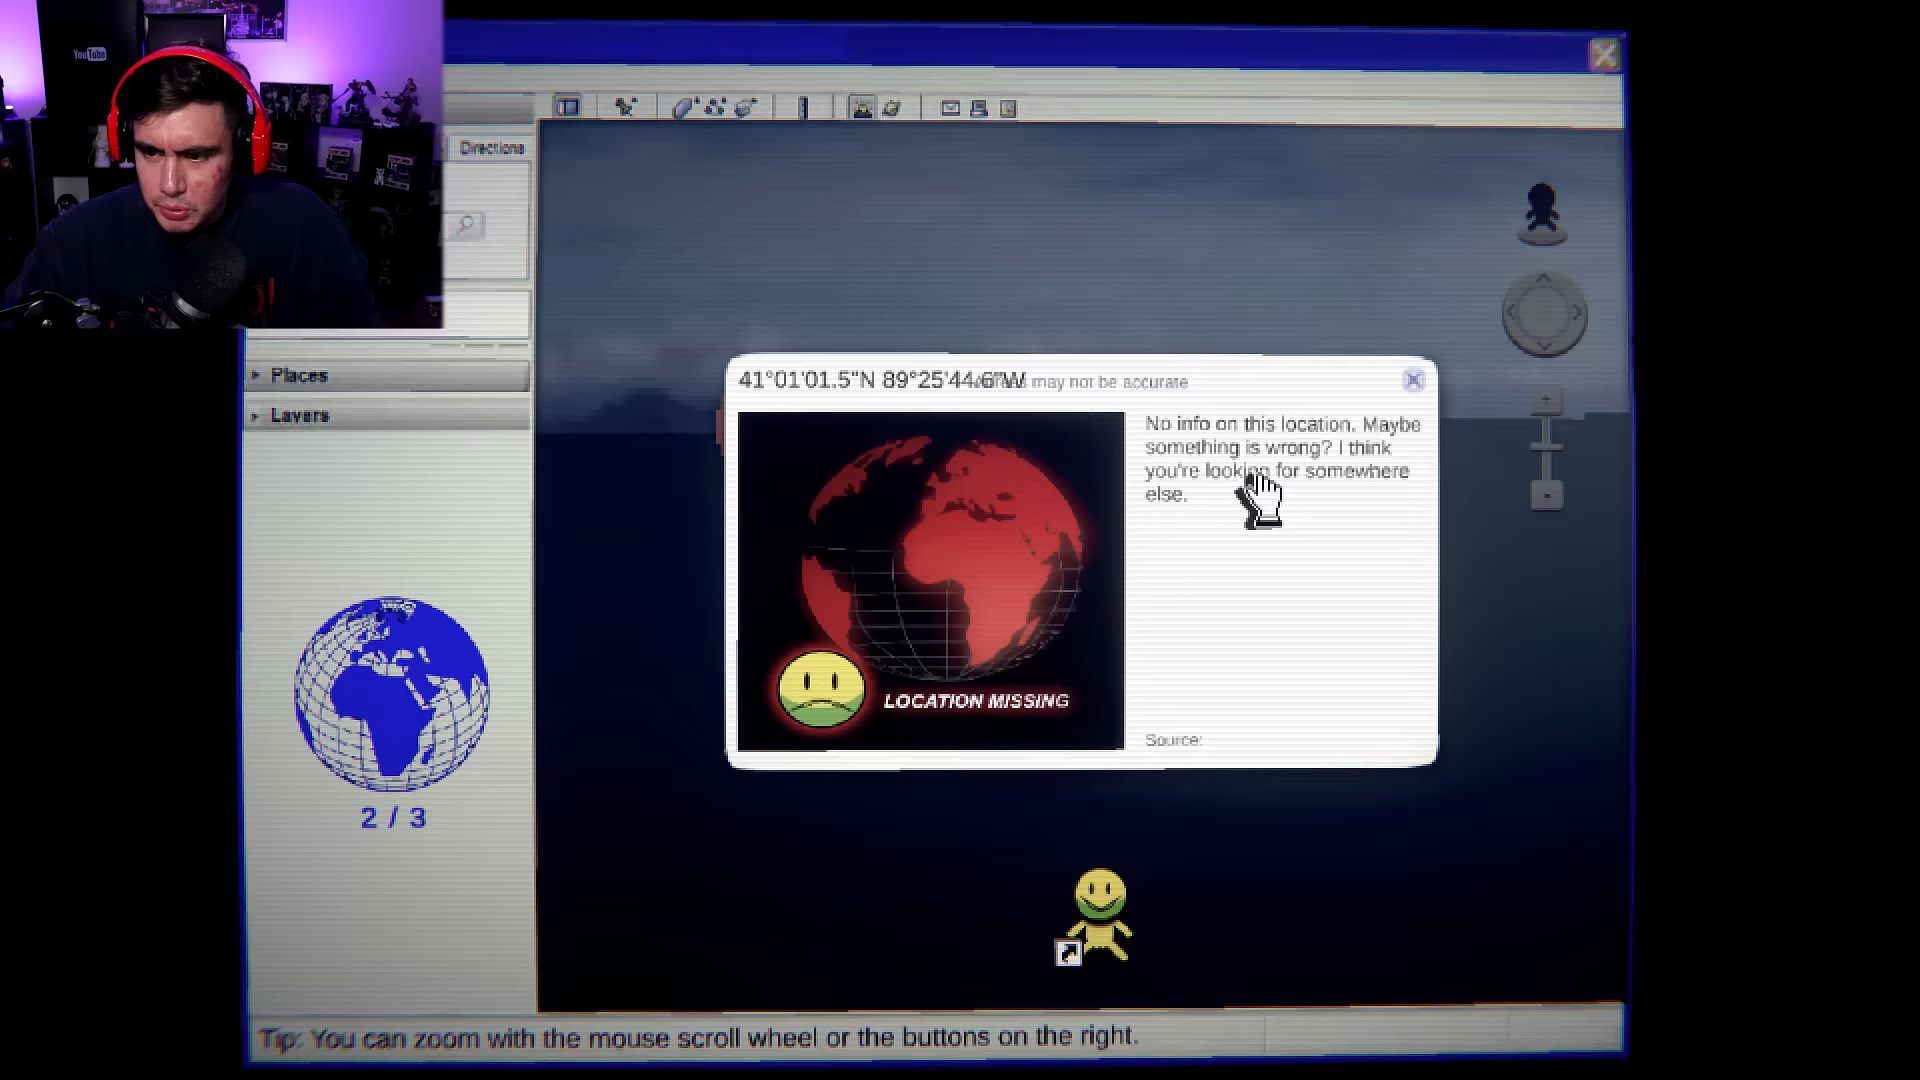 YouTube
Directions
Places
Layers
2 / 3
41°01'01.5"N 89°25'44.6"W may not be accurate
No info on this location. Maybe
something is wrong? I think
you're looking for somewhere
else.
LOCATION MISSING
Source:
Tip: You can zoom with the mouse scroll wheel or the buttons on the right.